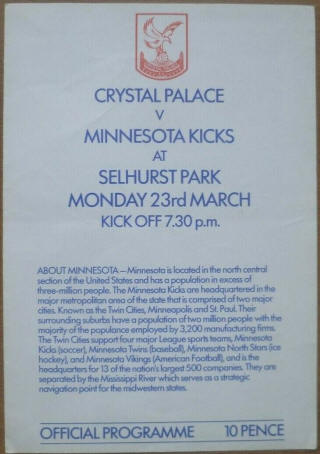 CRYSTAL PALACE
V
MINNESOTA KICKS
AT
SELHURST PARK
MONDAY 23rd MARCH
KICK OFF 7.30 p.m.
ABOUT MINNESOTA — Minnesota is located in the north central
section of the United States and has a population in excess of
three-million people. The Minnesota Kicks are headquartered in the
major metropolitan area of the state that is comprised of two major
cities. Known as the Twin Cities, Minneapolis and St. Paul. Their
surrounding suburbs have a population of two million people with the
majority of the populance employed by 3,200 manufacturing firms.
The Twin Cities support four major League sports teams, Minnesota
Kicks (soccer), Minnesota Twins (baseball), Minnesota North Stars (ice
hockey), and Minnesota Vikings (American Football), and is the
headquarters for 13 of the nation's largest 500 companies. They are
separated by the Mississippi River which serves as a strategic
navigation point for the midwestern states.
OFFICIAL PROGRAMME 10 PENCE